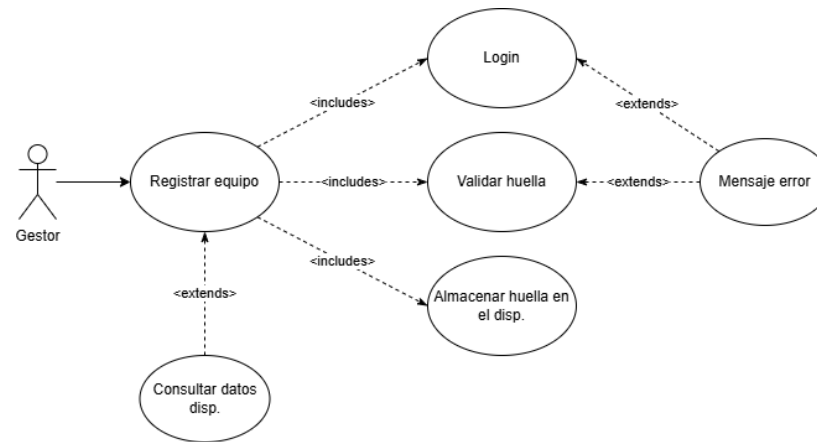 Login
<includes>
<extends>
Registrar equipo
<includes>
Validar huella
<extends>
Mensaje error
Gestor
<includes>
<extends>
Almacenar huella en
el disp.
Consultar datos
disp.